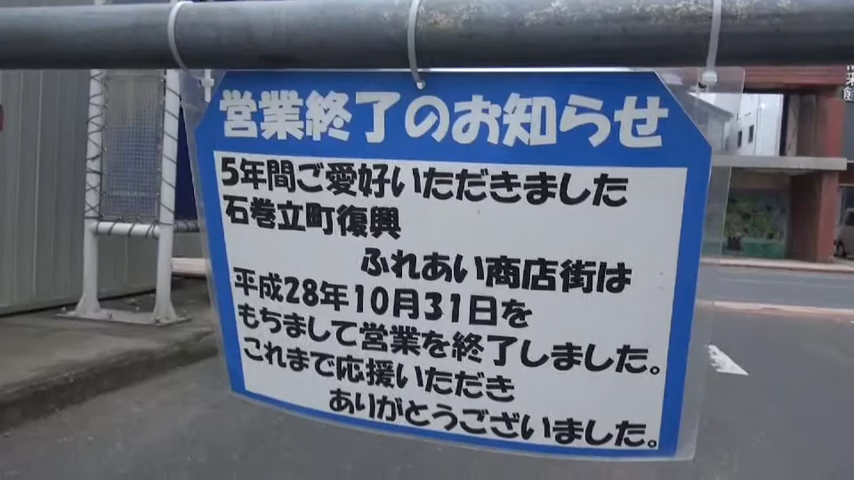 営業終了のお知らせ
5年間ご愛好いただきました
石巻立町復興
ふれあい商店街は
平成28年10月31日を
もちまして営業を終了しました。
これまで応援いただき
ありがとうございました。